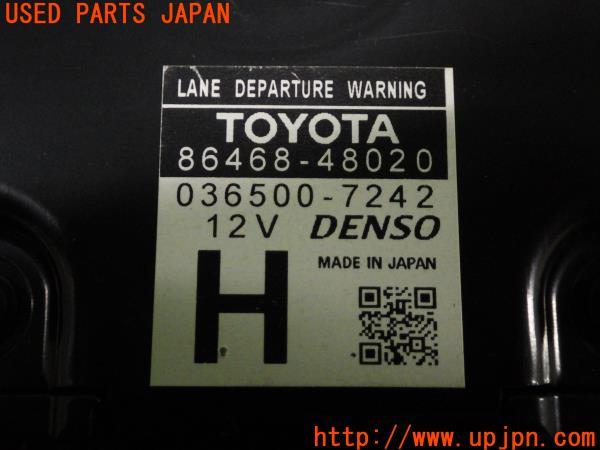 USED PARTS JAPAN
LANE DEPARTURE WARNING
TOYOTA
86468-48020
036500-7242
12V DENSO
MADE IN JAPAN
H
UPJ
http://www.upjpn.com